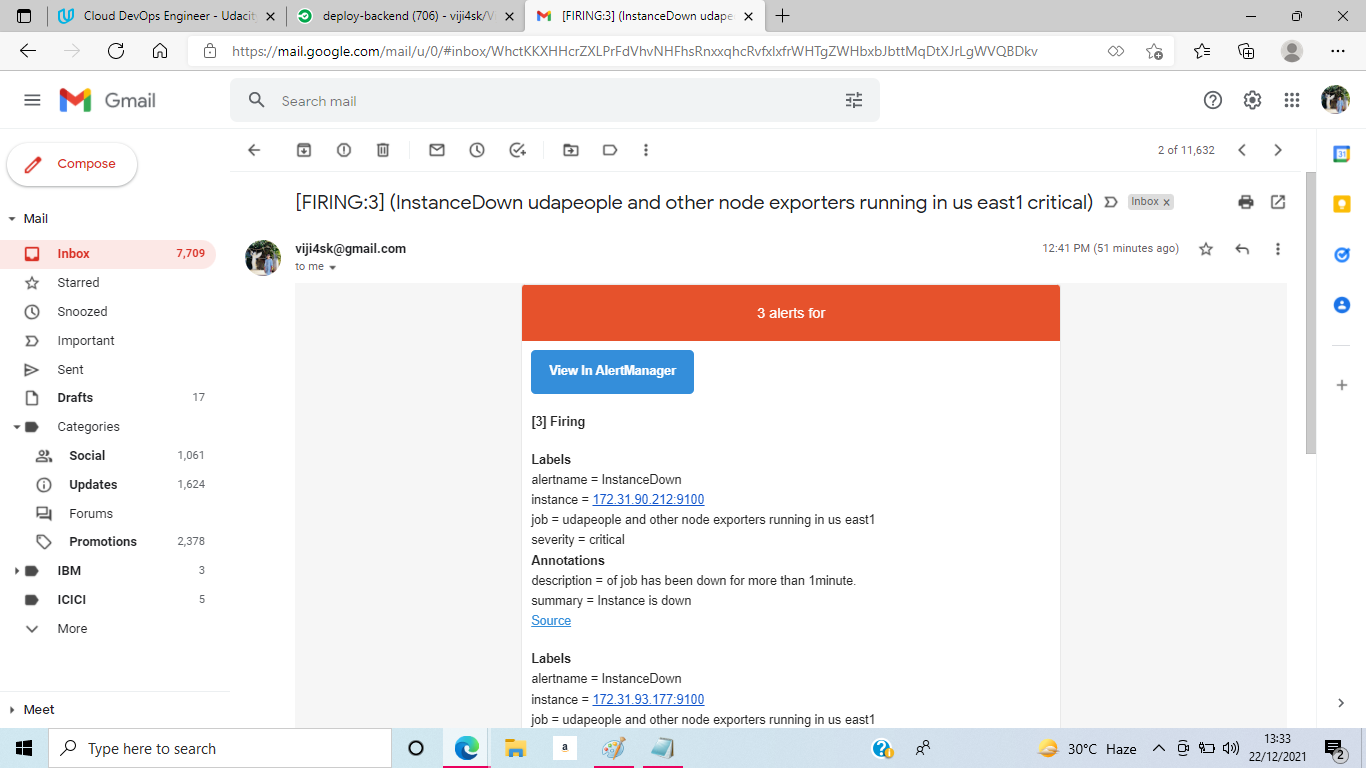 Cloud DevOps Engineer - Udacit
deploy-backend (706) - viji4sk/V
[FIRING:3] (InstanceDown udape
https://mail.google.com/mail/u/0/#inbox/WhctKKXHHcrZXLPrFdVhvNHFhsRnxxqhcRvfxlxfrWHTgZWHbxbJbttMqDtXJrLgWVQBDkv
Gmail
Search mail
Compose
2 of 11,632
Mail
Inbox 7,709
Starred
Snoozed
Important
Sent
Drafts 17
Categories
Social 1,061
Updates 1,624
Forums
Promotions 2,378
IBM 3
ICICI 5
More
Meet
[FIRING:3] (InstanceDown udapeople and other node exporters running in us east1 critical)
Inbox x
viji4sk@gmail.com
12:41 PM (51 minutes ago)
to me
3 alerts for
View In AlertManager
[3] Firing
Labels
alertname = InstanceDown
instance = 172.31.90.212:9100
job = udapeople and other node exporters running in us east1
severity = critical
Annotations
description = of job has been down for more than 1minute.
summary = Instance is down
Source
Labels
alertname = InstanceDown
instance = 172.31.93.177:9100
job = udapeople and other node exporters running in us east1
31
Type here to search
a
30°C Haze
13:33
22/12/2021
2